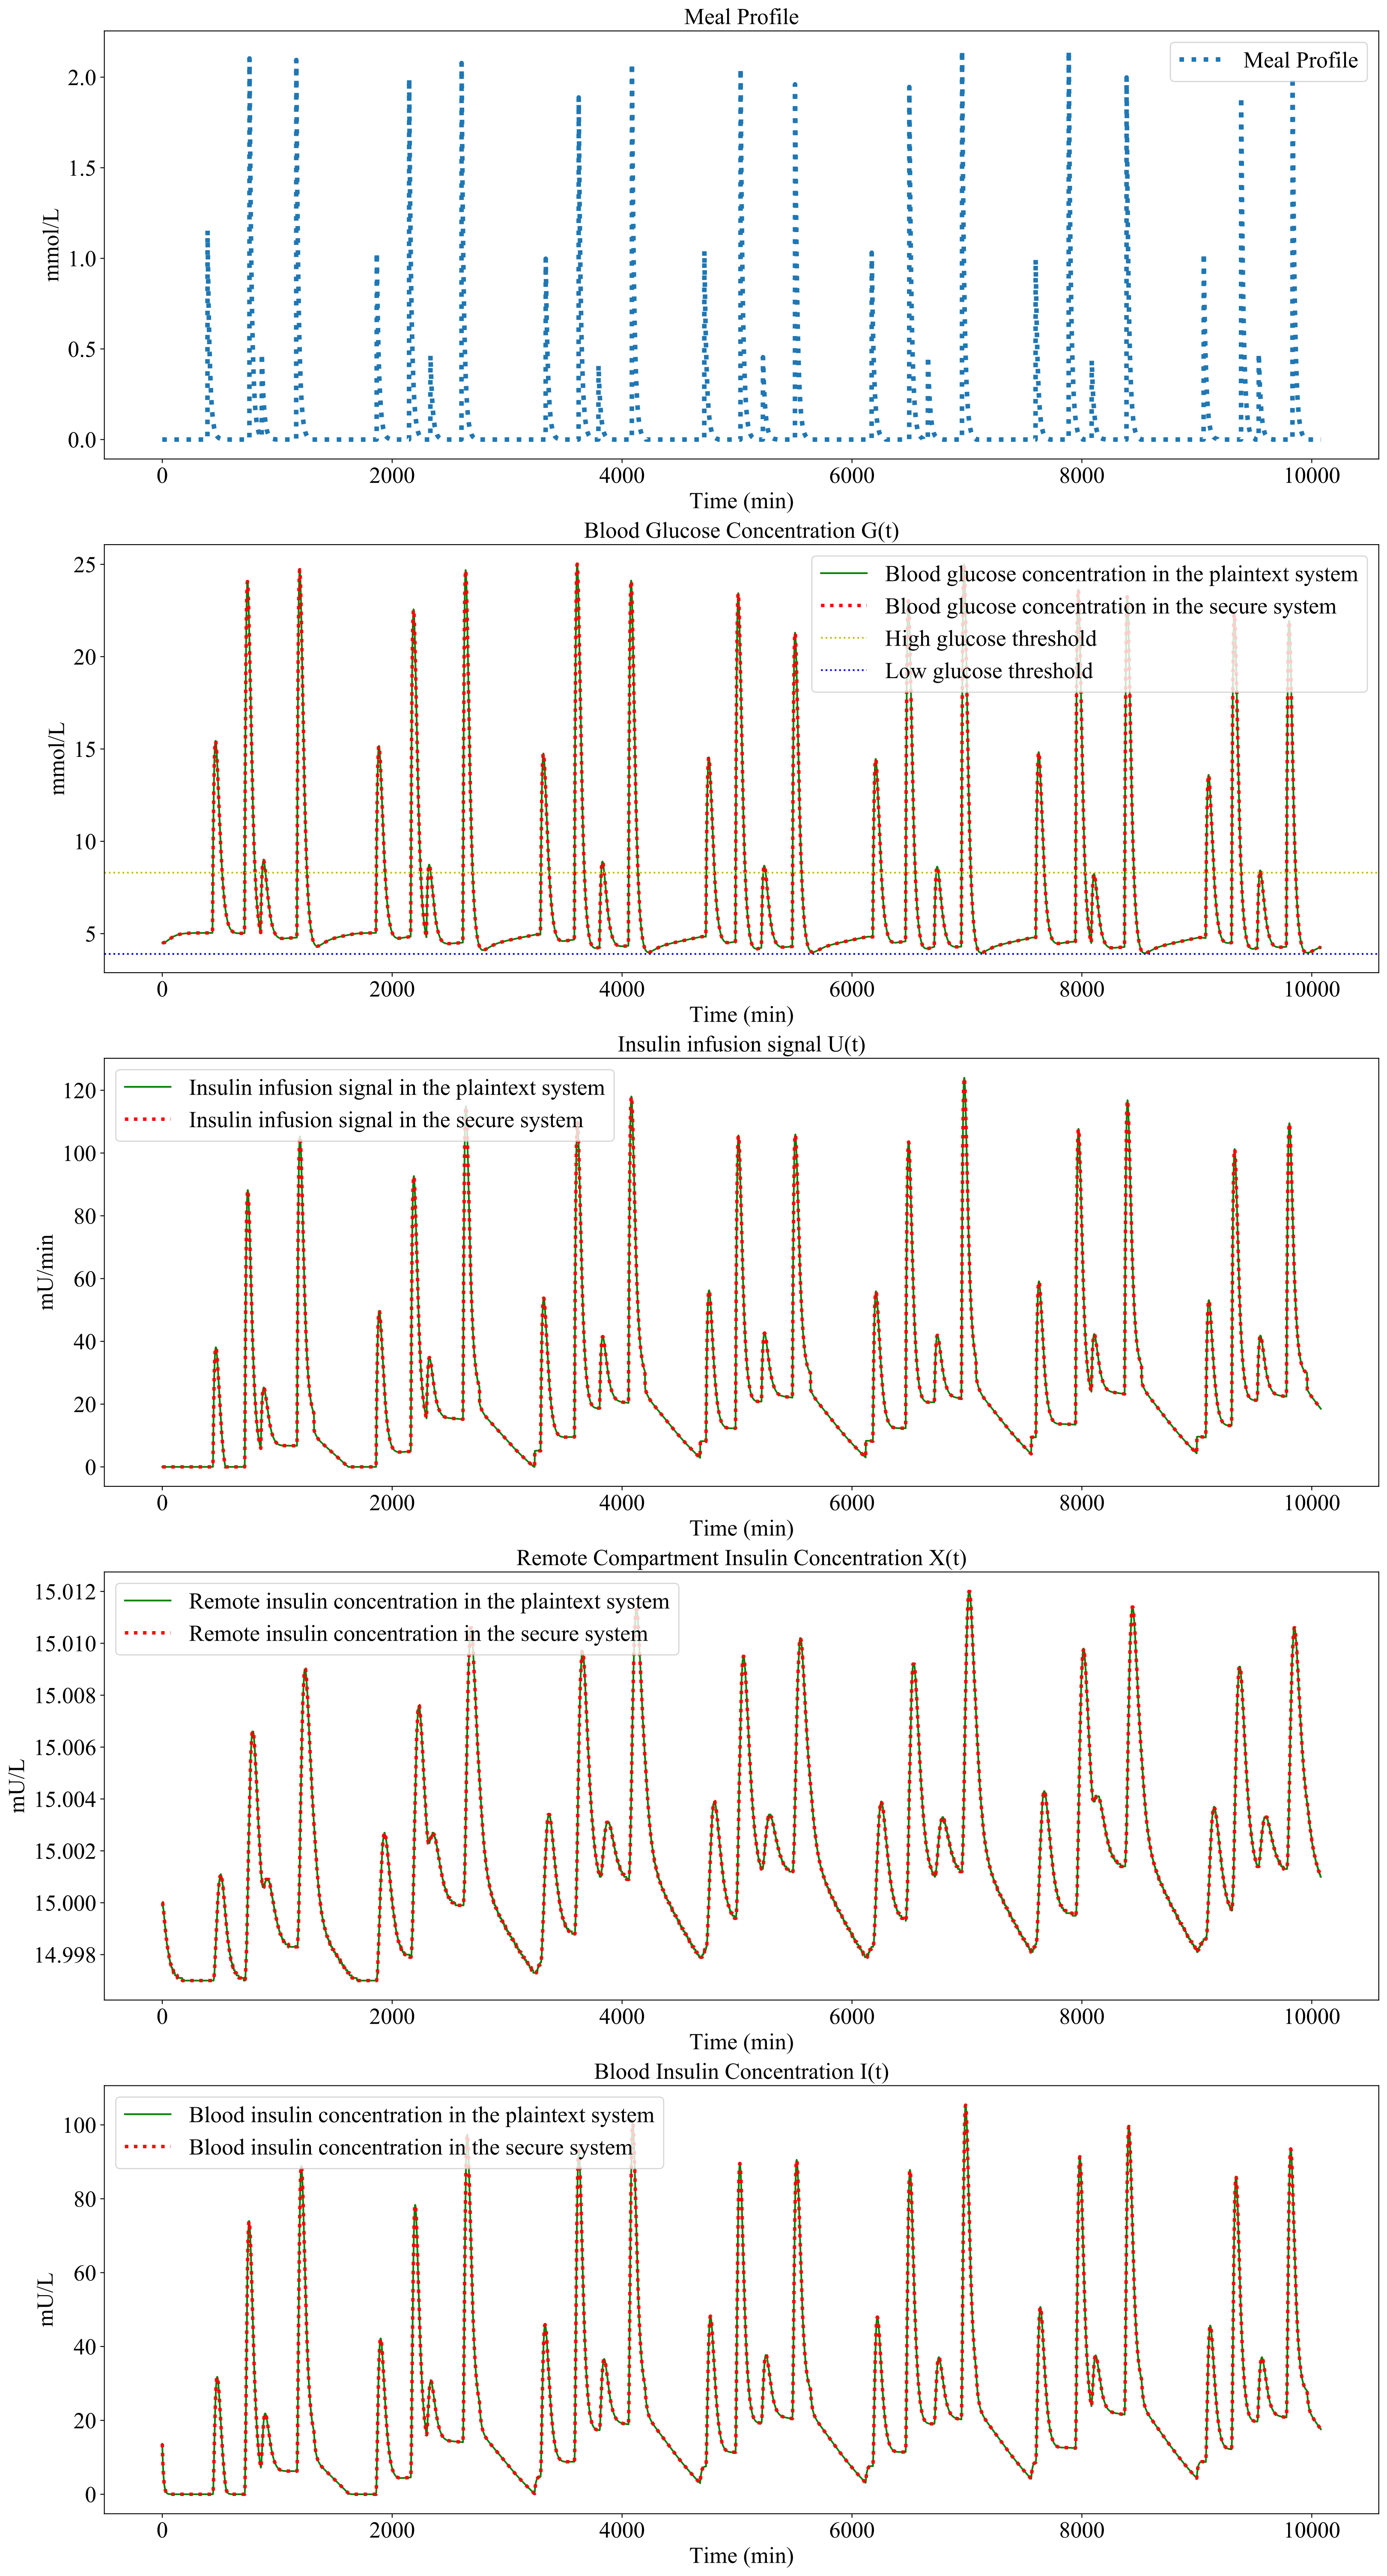 Meal Profile
2.0
1.5
1.0
0.5
0.0
mmol/L
Meal Profile
0 2000 4000 6000 8000 10000
Time (min)
Blood Glucose Concentration G(t)
25
20
15
10
5
mmol/L
Blood glucose concentration in the plaintext system
Blood glucose concentration in the secure system
High glucose threshold
Low glucose threshold
0 2000 4000 6000 8000 10000
Time (min)
Insulin infusion signal U(t)
120
100
80
60
40
20
0
mU/min
Insulin infusion signal in the plaintext system
Insulin infusion signal in the secure system
0 2000 4000 6000 8000 10000
Time (min)
Remote Compartment Insulin Concentration X(t)
15.012
15.010
15.008
15.006
15.004
15.002
15.000
14.998
mU/L
Remote insulin concentration in the plaintext system
Remote insulin concentration in the secure system
0 2000 4000 6000 8000 10000
Time (min)
Blood Insulin Concentration I(t)
100
80
60
40
20
0
mU/L
Blood insulin concentration in the plaintext system
Blood insulin concentration in the secure system
0 2000 4000 6000 8000 10000
Time (min)